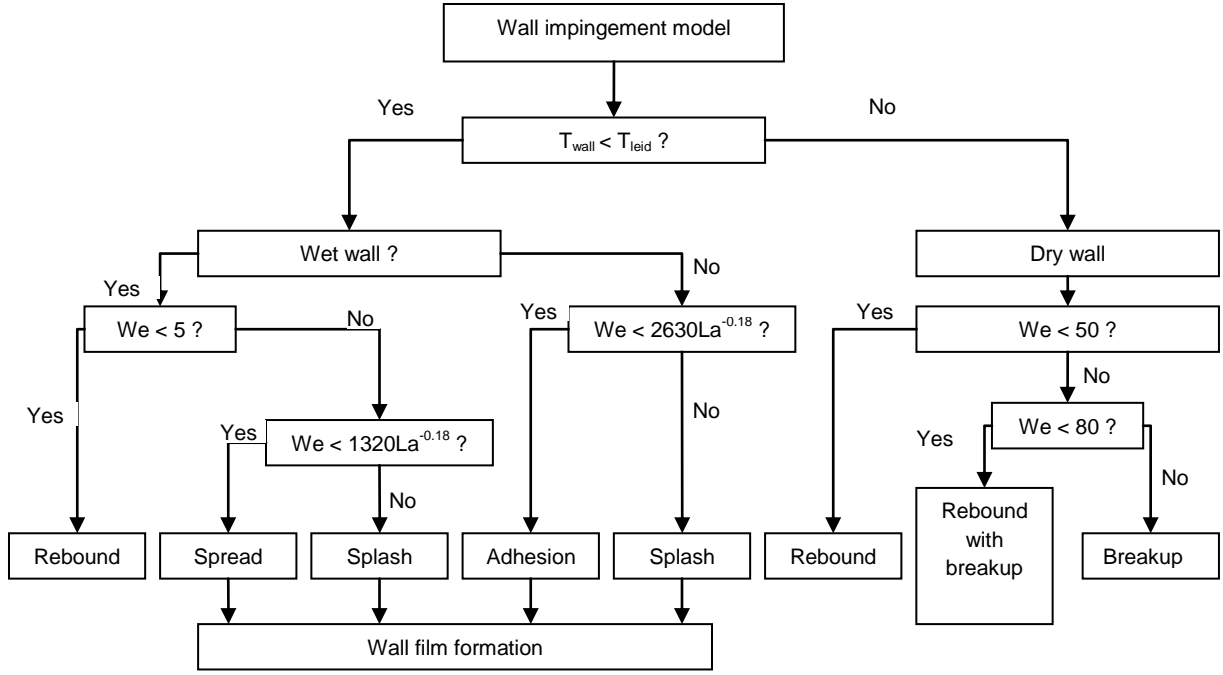 Wall impingement model
Yes
No
T_wall < T_leid ?
Wet wall ?
Dry wall
Yes
No
We < 5 ?
No
Yes
We < 2630La^-0.18 ?
Yes
We < 50 ?
Yes
We < 1320La^-0.18 ?
Yes
No
No
No
We < 80 ?
Yes
No
Rebound
Spread
Splash
Adhesion
Splash
Rebound
Rebound
with
breakup
Breakup
Wall film formation